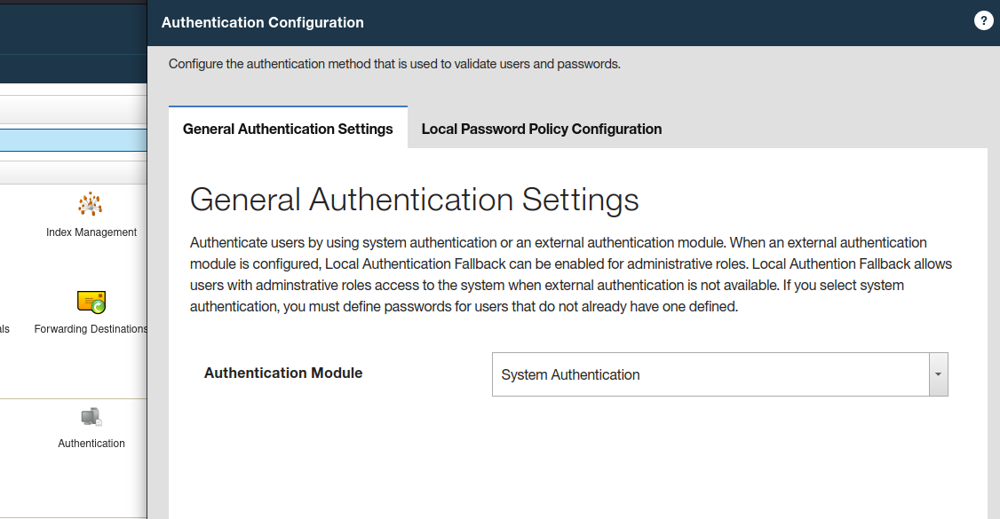 Authentication Configuration
?
Configure the authentication method that is used to validate users and passwords.
General Authentication Settings
Local Password Policy Configuration
General Authentication Settings
Authenticate users by using system authentication or an external authentication module. When an external authentication
module is configured, Local Authentication Fallback can be enabled for administrative roles. Local Authention Fallback allows
users with adminstrative roles access to the system when external authentication is not available. If you select system
authentication, you must define passwords for users that do not already have one defined.
Authentication Module
System Authentication
Index Management
als
Forwarding Destinations
Authentication